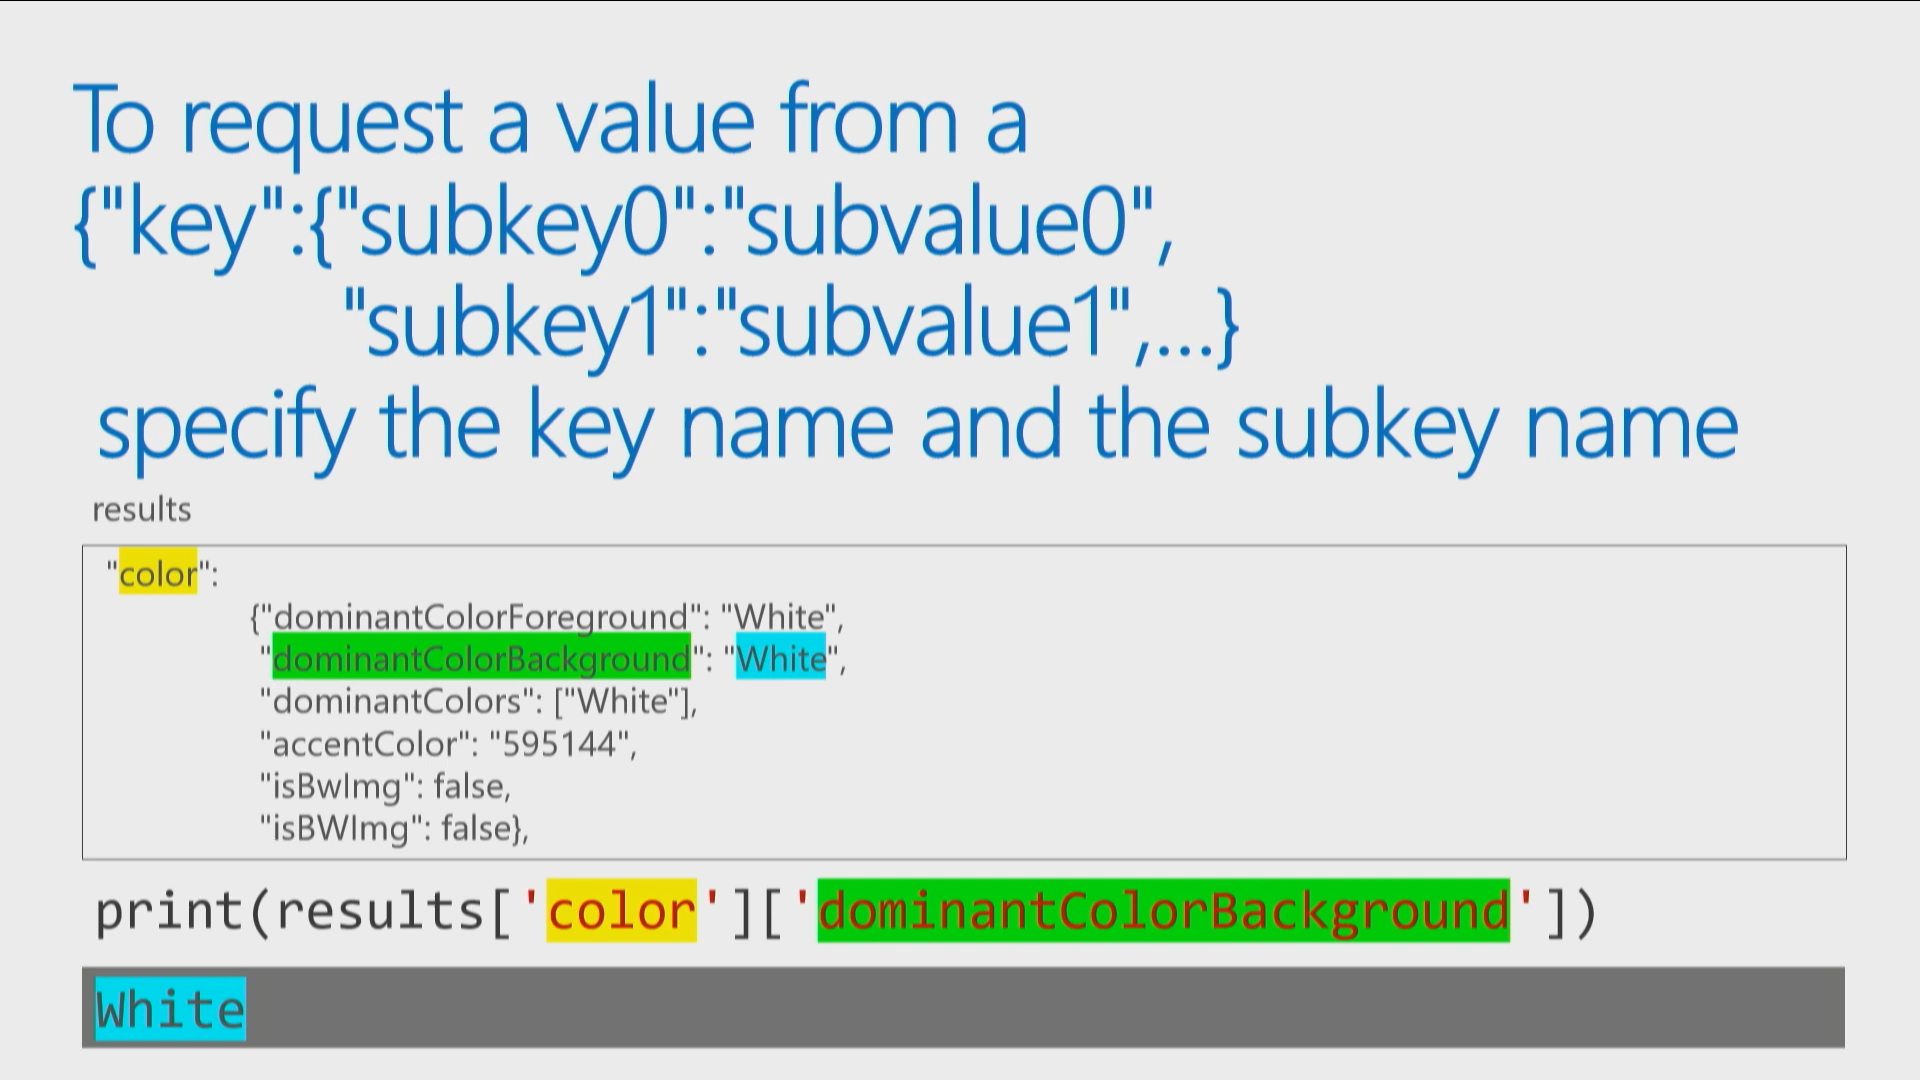 To request a value from a
{"key":{"subkey0":"subvalue0",
"subkey1":"subvalue1",...}
specify the key name and the subkey name
results
"color":
{"dominantColorForeground": "White",
"dominantColorBackground": "White",
"dominantColors": ["White"],
"accentColor": "595144",
"isBwImg": false,
"isBWImg": false},
print(results['color']['dominantColorBackground'])
White